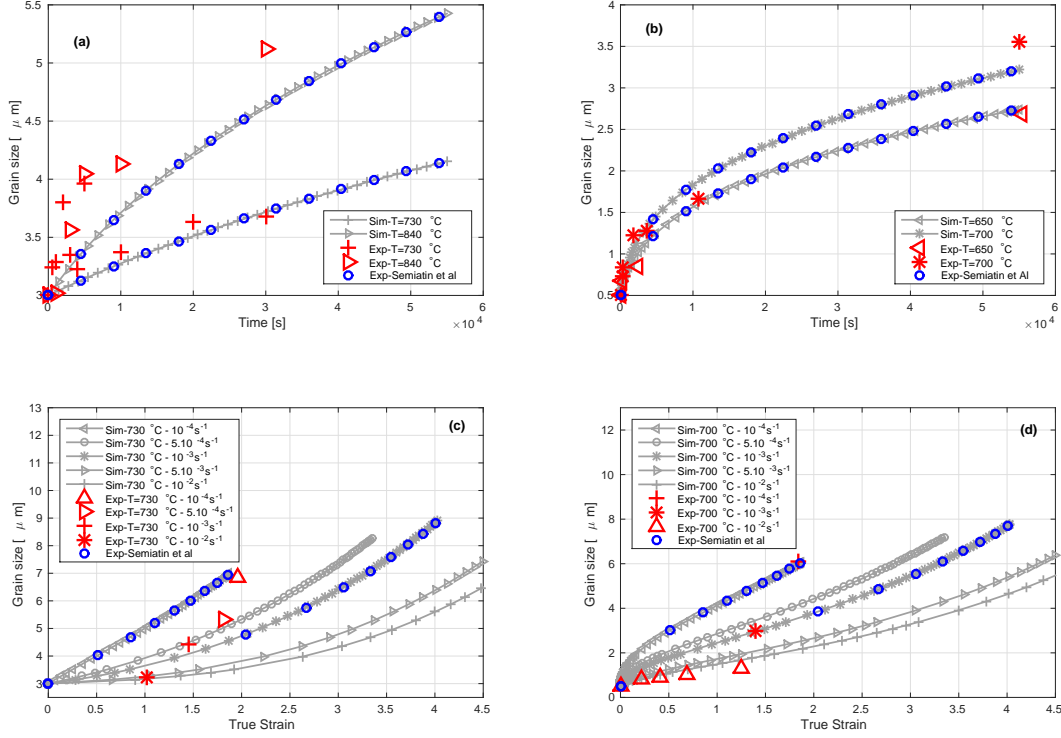 (a)
Grain size [ μ m]
5.5
5
4.5
4
3.5
3
0 1 2 3 4 5 6
×10 4
Time [s]
Sim-T=730 °C
Sim-T=840 °C
Exp-T=730 °C
Exp-T=840 °C
Exp-Semiatin et al
(b)
Grain size [ μ m]
4
3.5
3
2.5
2
1.5
1
0.5
0 1 2 3 4 5 6
×10 4
Time [s]
Sim-T=650 °C
Sim-T=700 °C
Exp-T=650 °C
Exp-T=700 °C
Exp-Semiatin et Al
(c)
Grain size [ μ m]
13
12
11
10
9
8
7
6
5
4
3
0 0.5 1 1.5 2 2.5 3 3.5 4 4.5
True Strain
Sim-730 °C - 10 -4s-1
Sim-730 °C - 5.10 -4s-1
Sim-730 °C - 10 -3s-1
Sim-730 °C - 5.10 -3s-1
Sim-730 °C - 10 -2s-1
Exp-T=730 °C - 10 -4s-1
Exp-T=730 °C - 5.10 -4s-1
Exp-T=730 °C - 10 -3s-1
Exp-T=730 °C - 10 -2s-1
Exp-Semiatin et al
(d)
Grain size [ μ m]
12
10
8
6
4
2
0
0 0.5 1 1.5 2 2.5 3 3.5 4 4.5
True Strain
Sim-700 °C - 10 -4s-1
Sim-700 °C - 5.10 -4s-1
Sim-700 °C - 10 -3s-1
Sim-700 °C - 5.10 -3s-1
Sim-700 °C - 10 -2s-1
Exp-700 °C - 10 -4s-1
Exp-700 °C - 10 -3s-1
Exp-700 °C - 10 -2s-1
Exp-Semiatin et al